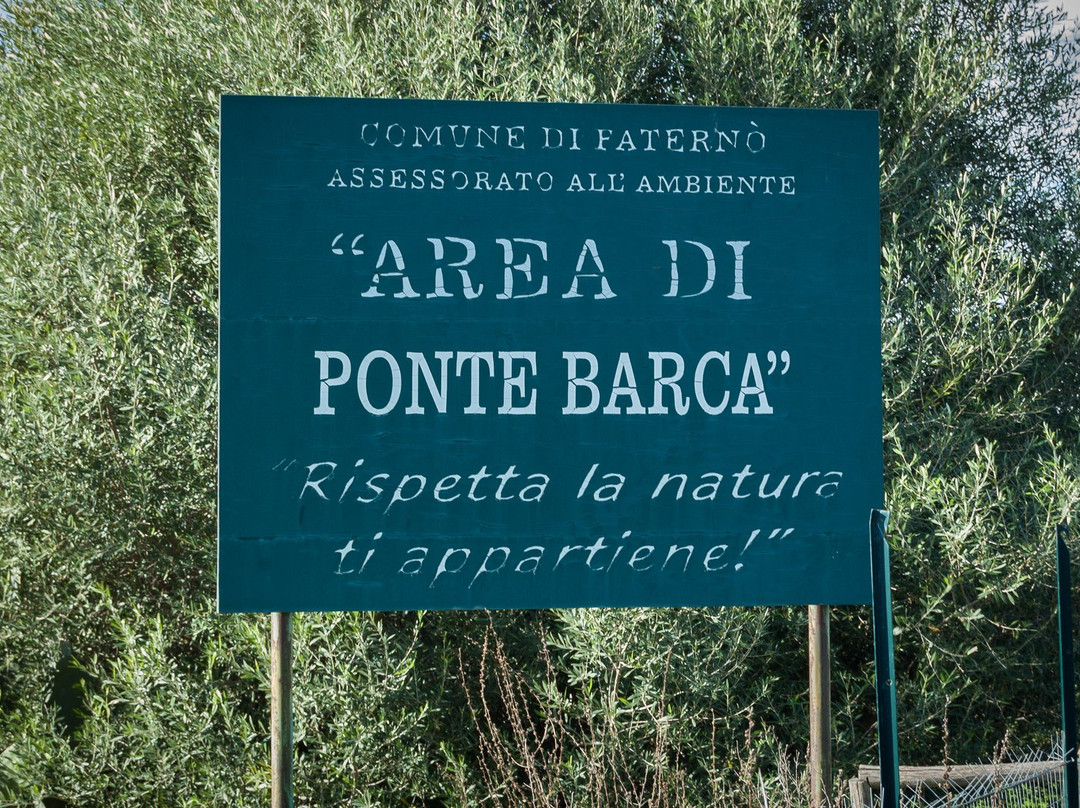 COMUNE DI PATERNÒ
ASSESSORATO ALL' AMBIENTE
“AREA DI
PONTE BARCA”
"Rispetta la natura
ti appartiene!"